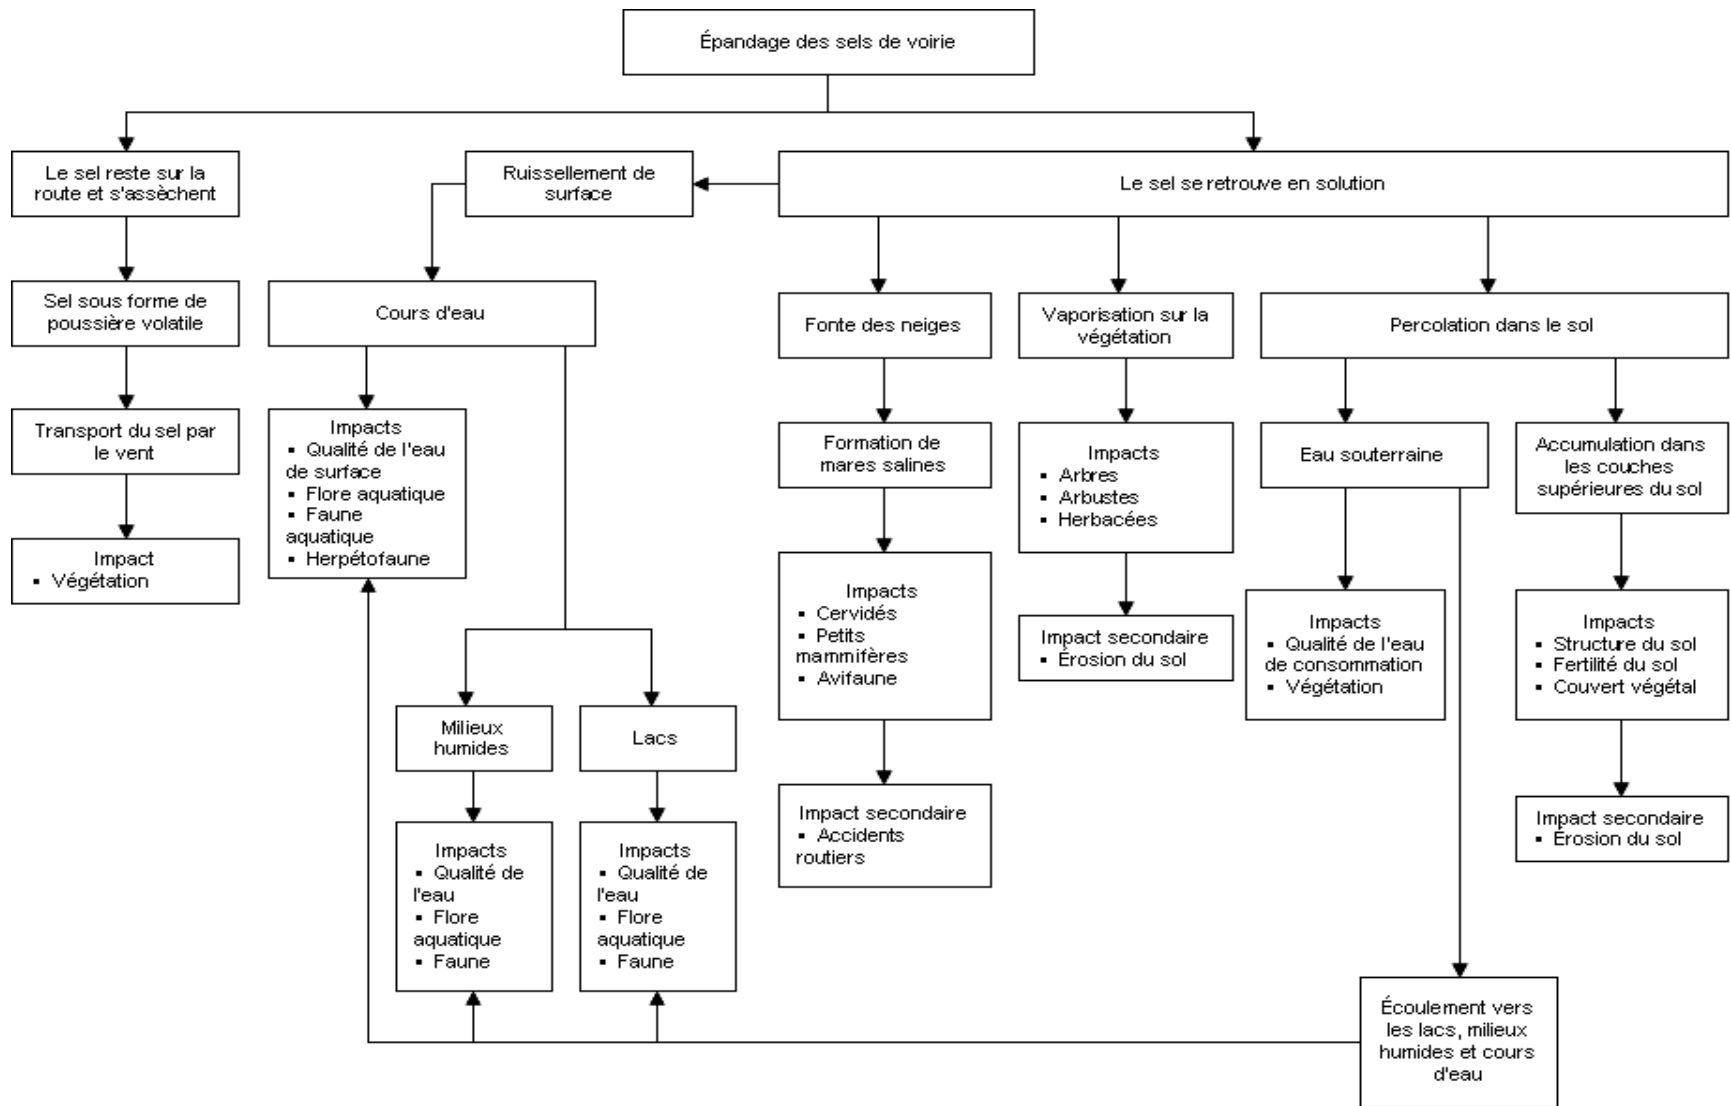 Épandage des sels de voirie
Le sel reste sur la
route et s'assèchent
Ruissellement de
surface
Le sel se retrouve en solution
Sel sous forme de
poussière volatile
Cours d'eau
Fonte des neiges
Vaporisation sur la
végétation
Percolation dans le sol
Transport du sel par
le vent
Impacts
▪ Qualité de l'eau
de surface
▪ Flore aquatique
▪ Faune
aquatique
▪ Herpétofaune
Formation de
mares salines
Impacts
▪ Arbres
▪ Arbustes
▪ Herbacées
Eau souterraine
Accumulation dans
les couches
supérieures du sol
Impact
▪ Végétation
Impacts
▪ Cervidés
▪ Petits
mammifères
▪ Avifaune
Impact secondaire
▪ Érosion du sol
Impacts
▪ Qualité de l'eau
de consommation
▪ Végétation
Impacts
▪ Structure du sol
▪ Fertilité du sol
▪ Couvert végétal
Milieux
humides
Lacs
Impact secondaire
▪ Accidents
routiers
Impact secondaire
▪ Érosion du sol
Impacts
▪ Qualité de
l'eau
▪ Flore
aquatique
▪ Faune
Impacts
▪ Qualité de
l'eau
▪ Flore
aquatique
▪ Faune
Écoulement vers
les lacs, milieux
humides et cours
d'eau